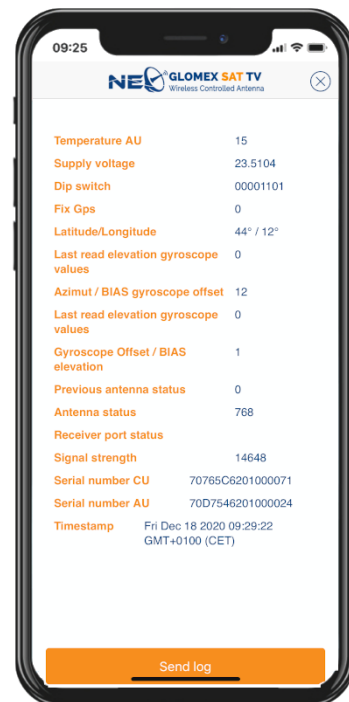 09:25
NE GLOMEX SAT TV
Wireless Controlled Antenna
Temperature AU 15
Supply voltage 23.5104
Dip switch 00001101
Fix Gps 0
Latitude/Longitude 44° / 12°
Last read elevation gyroscope values 0
Azimut / BIAS gyroscope offset 12
Last read elevation gyroscope values 0
Gyroscope Offset / BIAS elevation 1
Previous antenna status 0
Antenna status 768
Receiver port status
Signal strength 14648
Serial number CU 70765C6201000071
Serial number AU 70D7546201000024
Timestamp Fri Dec 18 2020 09:29:22
GMT+0100 (CET)
Send log